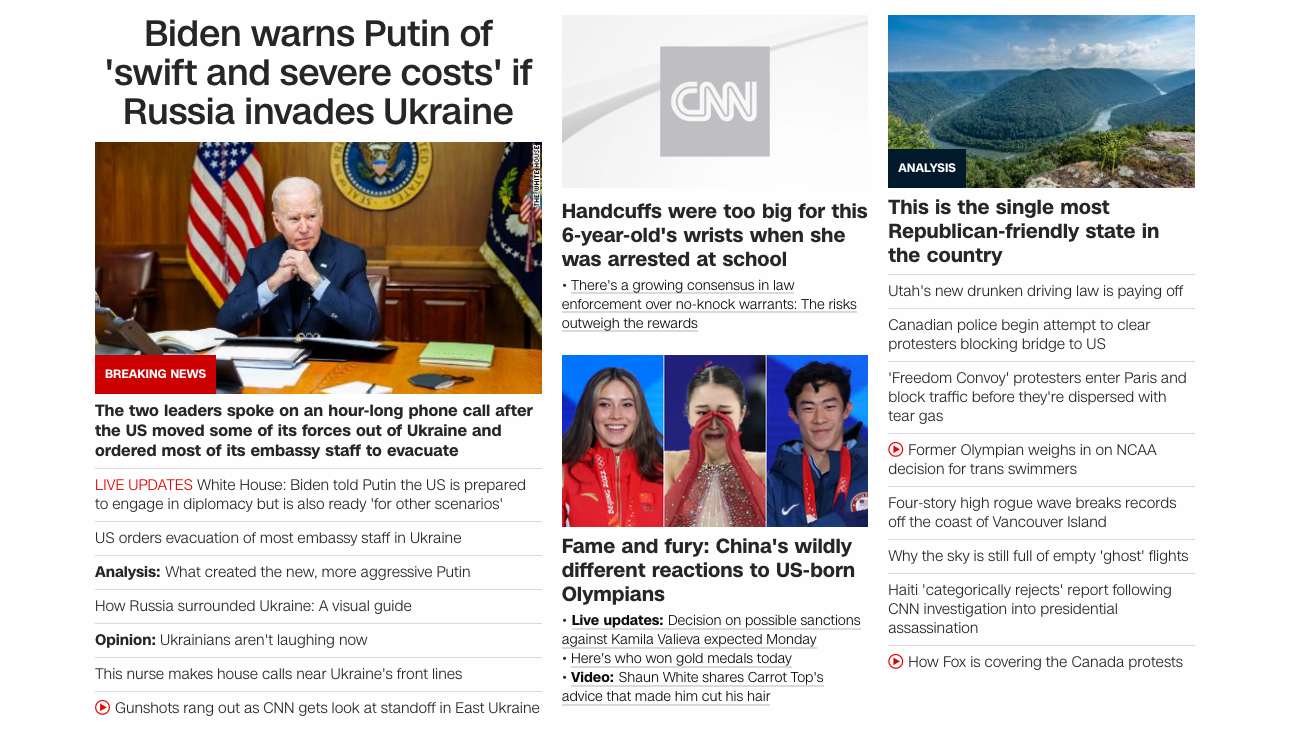 Biden warns Putin of
'swift and severe costs' if
Russia invades Ukraine
THE WHITE HOUSE
BREAKING NEWS
The two leaders spoke on an hour-long phone call after
the US moved some of its forces out of Ukraine and
ordered most of its embassy staff to evacuate
LIVE UPDATES White House: Biden told Putin the US is prepared
to engage in diplomacy but is also ready 'for other scenarios'
US orders evacuation of most embassy staff in Ukraine
Analysis: What created the new, more aggressive Putin
How Russia surrounded Ukraine: A visual guide
Opinion: Ukrainians aren't laughing now
This nurse makes house calls near Ukraine's front lines
Gunshots rang out as CNN gets look at standoff in East Ukraine
CNN
Handcuffs were too big for this
6-year-old's wrists when she
was arrested at school
• There's a growing consensus in law
enforcement over no-knock warrants: The risks
outweigh the rewards
BEIJING 2022
Fame and fury: China's wildly
different reactions to US-born
Olympians
• Live updates: Decision on possible sanctions
against Kamila Valieva expected Monday
• Here's who won gold medals today
• Video: Shaun White shares Carrot Top's
advice that made him cut his hair
ANALYSIS
This is the single most
Republican-friendly state in
the country
Utah's new drunken driving law is paying off
Canadian police begin attempt to clear
protesters blocking bridge to US
'Freedom Convoy' protesters enter Paris and
block traffic before they're dispersed with
tear gas
Former Olympian weighs in on NCAA
decision for trans swimmers
Four-story high rogue wave breaks records
off the coast of Vancouver Island
Why the sky is still full of empty 'ghost' flights
Haiti 'categorically rejects' report following
CNN investigation into presidential
assassination
How Fox is covering the Canada protests